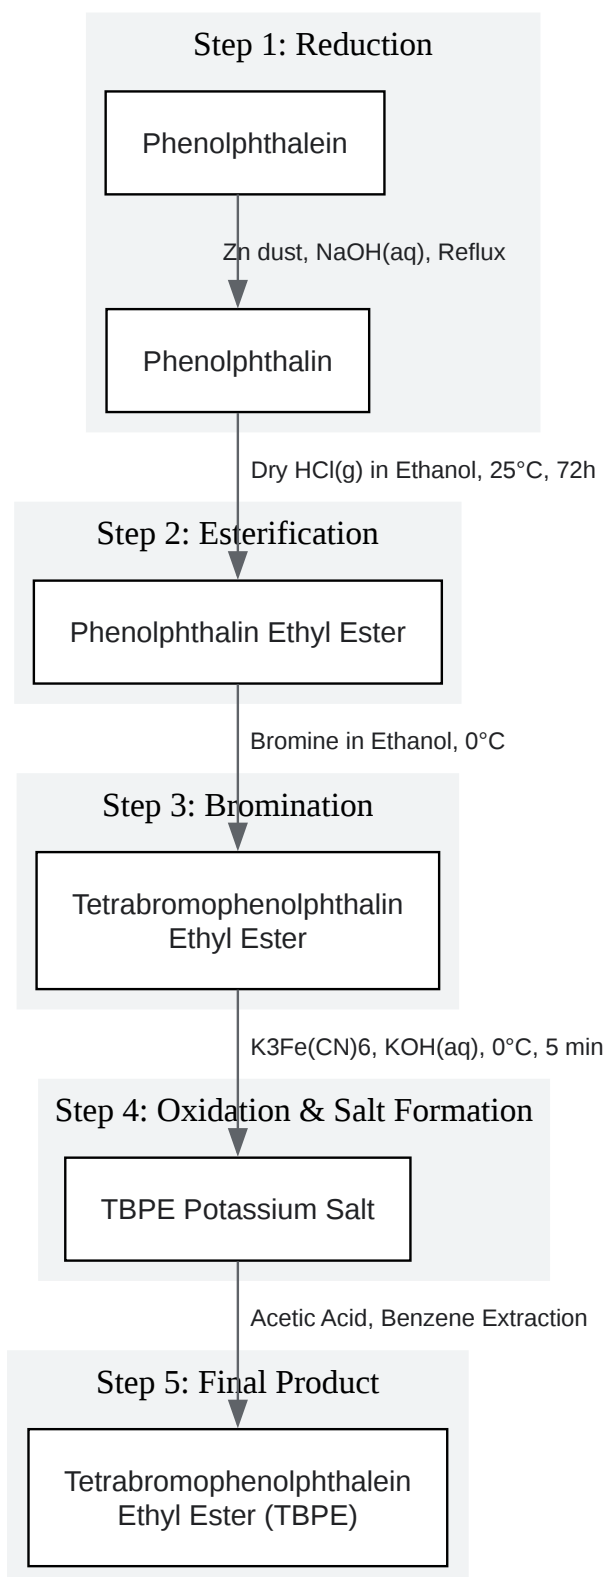 Step 1: Reduction
Phenolphthalein
Zn dust, NaOH(aq), Reflux
Phenolphthalin
Dry HCl(g) in Ethanol, 25°C, 72h
Step 2: Esterification
Phenolphthalin Ethyl Ester
Bromine in Ethanol, 0°C
Step 3: Bromination
Tetrabromophenolphthalin
Ethyl Ester
K3Fe(CN)6, KOH(aq), 0°C, 5 min
Step 4: Oxidation & Salt Formation
TBPE Potassium Salt
Acetic Acid, Benzene Extraction
Step 5: Final Product
Tetrabromophenolphthalein
Ethyl Ester (TBPE)